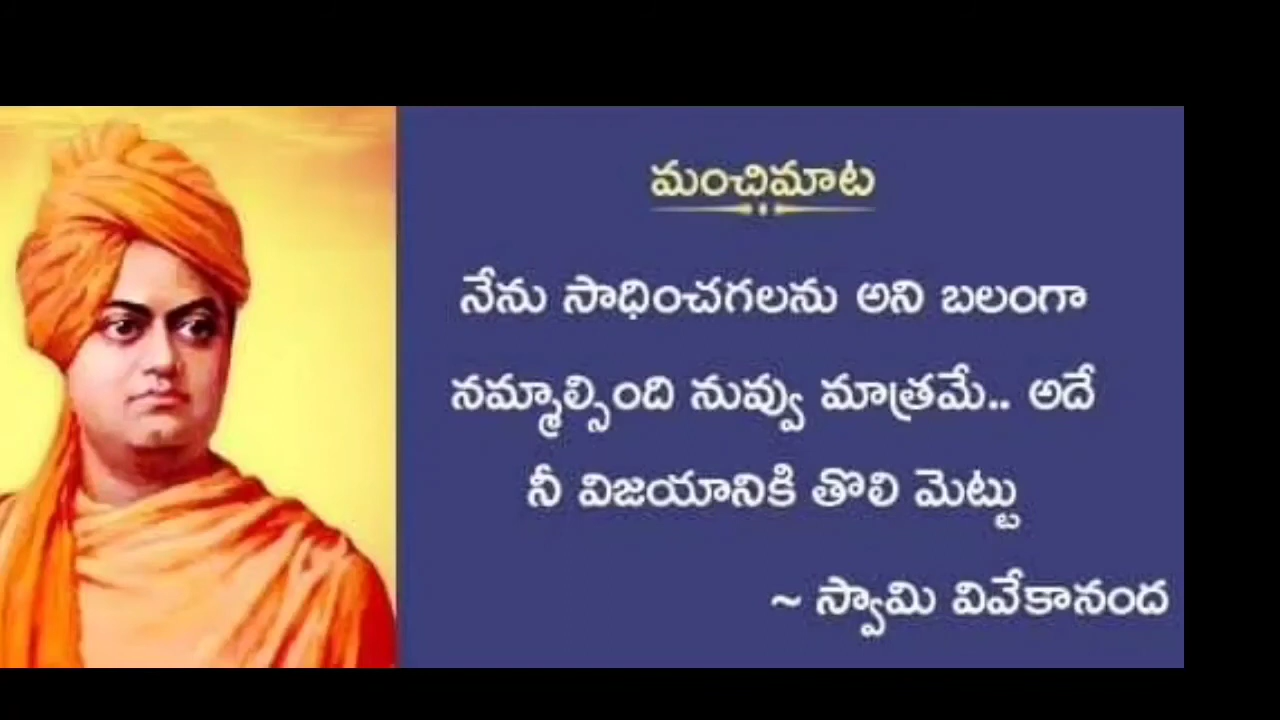 మంచిమాట
నేను సాధించగలను అని బలంగా
నమ్మాల్సింది నువ్వు మాత్రమే.. అదే
నీ విజయానికి తొలి మెట్టు
~ స్వామి వివేకానంద